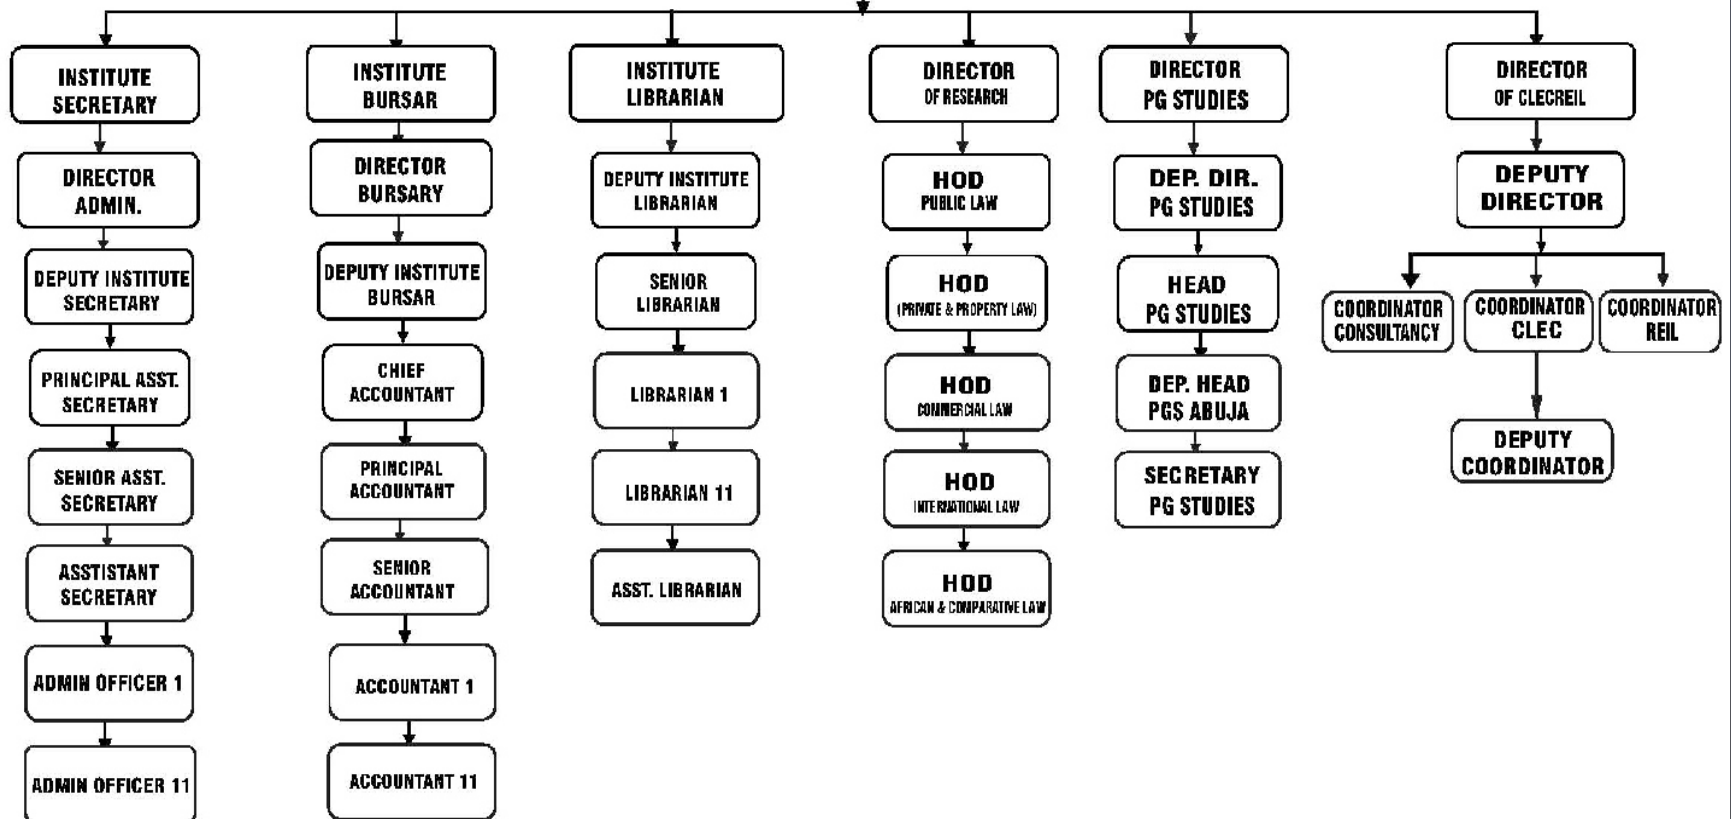 INSTITUTE
SECRETARY
DIRECTOR
ADMIN.
DEPUTY INSTITUTE
SECRETARY
PRINCIPAL ASST.
SECRETARY
SENIOR ASST.
SECRETARY
ASSTISTANT
SECRETARY
ADMIN OFFICER 1
ADMIN OFFICER 11
INSTITUTE
BURSAR
DIRECTOR
BURSARY
DEPUTY INSTITUTE
BURSAR
CHIEF
ACCOUNTANT
PRINCIPAL
ACCOUNTANT
SENIOR
ACCOUNTANT
ACCOUNTANT 1
ACCOUNTANT 11
INSTITUTE
LIBRARIAN
DEPUTY INSTITUTE
LIBRARIAN
SENIOR
LIBRARIAN
LIBRARIAN 1
LIBRARIAN 11
ASST. LIBRARIAN
DIRECTOR
OF RESEARCH
HOD
PUBLIC LAW
HOD
(PRIVATE & PROPERTY LAW)
HOD
COMMERCIAL LAW
HOD
INTERNATIONAL LAW
HOD
AFRICAN & COMPARATIVE LAW
DIRECTOR
PG STUDIES
DEP. DIR.
PG STUDIES
HEAD
PG STUDIES
DEP. HEAD
PGS ABUJA
SECRETARY
PG STUDIES
DIRECTOR
OF CLECREIL
DEPUTY
DIRECTOR
COORDINATOR
CONSULTANCY
COORDINATOR
CLEC
COORDINATOR
REIL
DEPUTY
COORDINATOR